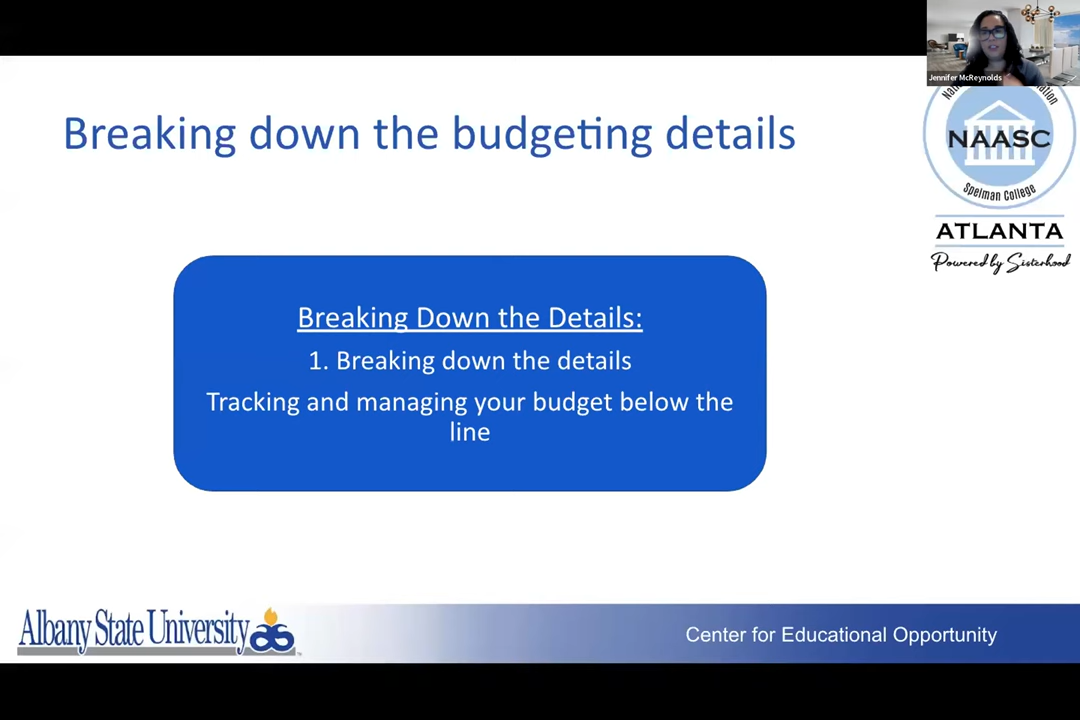 Jennifer McReynolds
Breaking down the budgeting details
NAASC
Spelman College
ATLANTA
Powered by Sisterhood
Breaking Down the Details:
1. Breaking down the details
Tracking and managing your budget below the
line
Albany State University
Center for Educational Opportunity